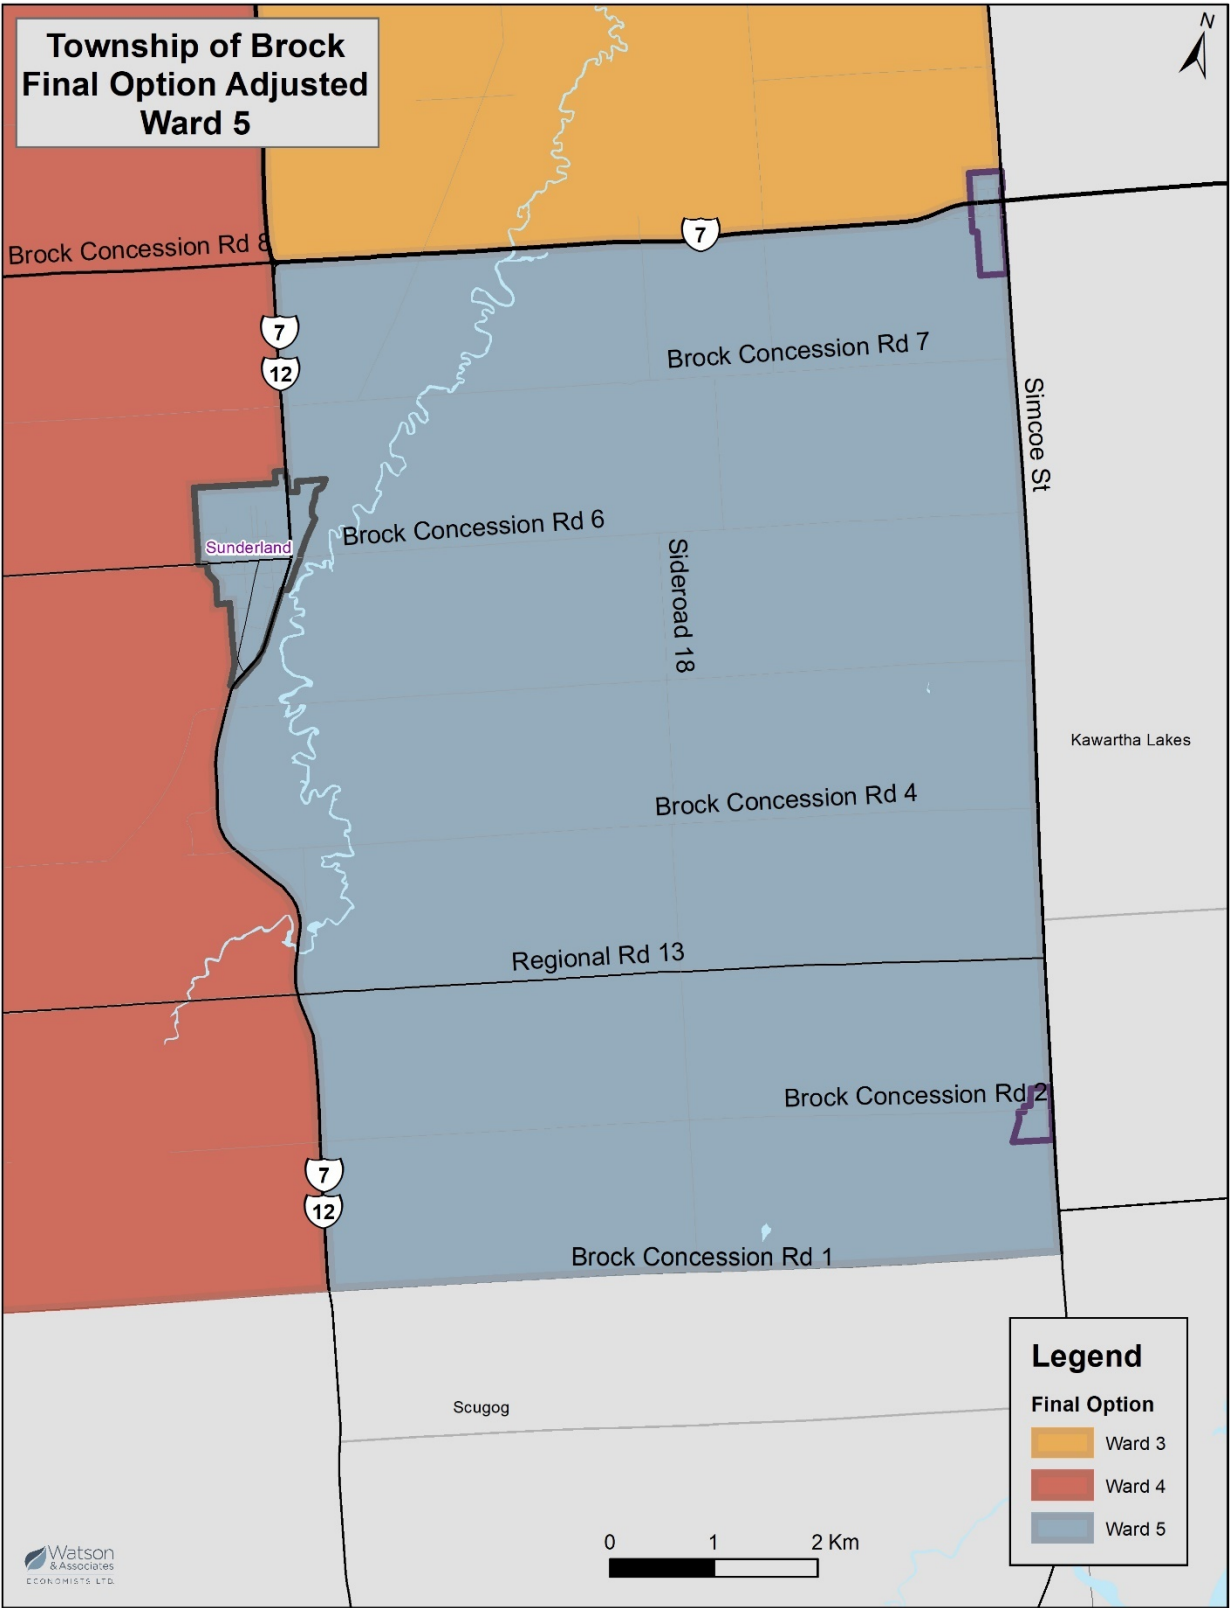 Township of Brock
Final Option Adjusted
Ward 5
N
Brock Concession Rd 8
7
7
12
Brock Concession Rd 7
Simcoe St
Brock Concession Rd 6
Sunderland
Sideroad 18
Kawartha Lakes
Brock Concession Rd 4
Regional Rd 13
Brock Concession Rd 2
7
12
Brock Concession Rd 1
Legend
Final Option
Ward 3
Ward 4
Ward 5
Scugog
0 1 2 Km
Watson
& Associates
ECONOMISTS LTD.